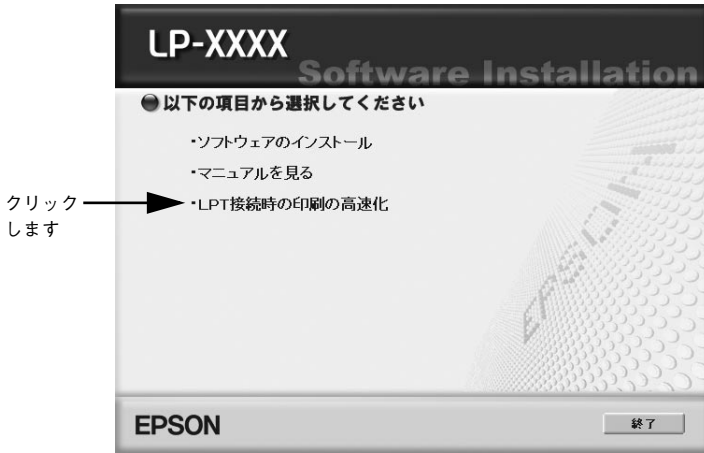 LP-XXXX
Software Installation
以下の項目から選択してください
・ソフトウェアのインストール
・マニュアルを見る
・LPT接続時の印刷の高速化
クリック
します
EPSON
EPSON
終了